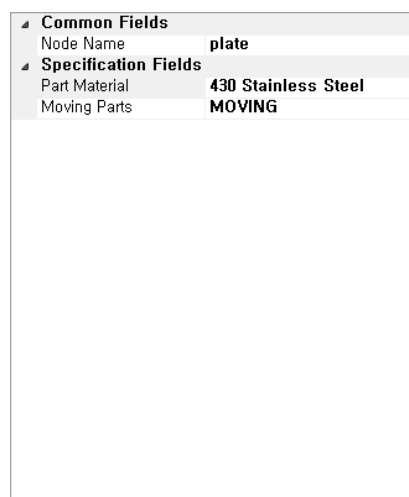 Common Fields
Node Name plate
Specification Fields
Part Material 430 Stainless Steel
Moving Parts MOVING